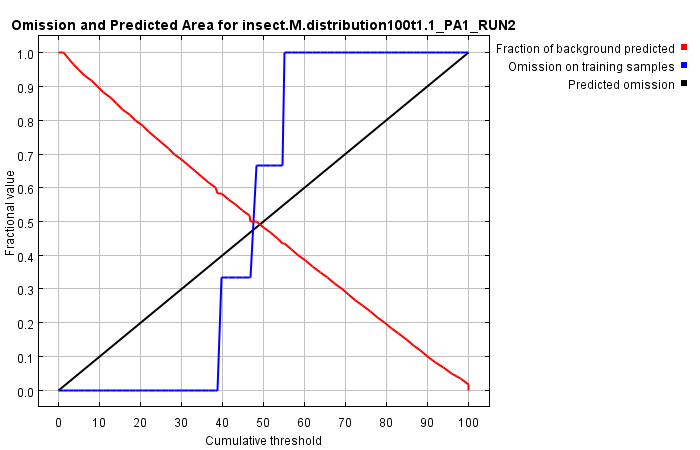 Omission and Predicted Area for insect.M.distribution100t1.1_PA1_RUN2
Fraction of background predicted
Omission on training samples
Predicted omission
Fractional value
1.0
0.9
0.8
0.7
0.6
0.5
0.4
0.3
0.2
0.1
0.0
0 10 20 30 40 50 60 70 80 90 100
Cumulative threshold